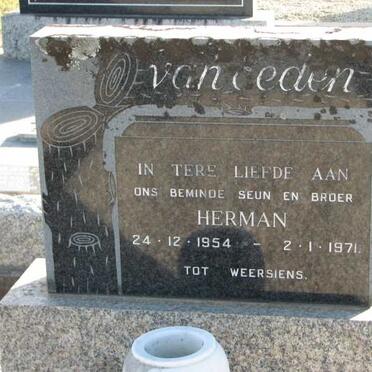 van Eeden
IN TERE LIEFDE AAN
ONS BEMINDE SEUN EN BROER
HERMAN
24 · 12 · 1954 - 2 · 1 · 1971.
TOT WEERSIENS.